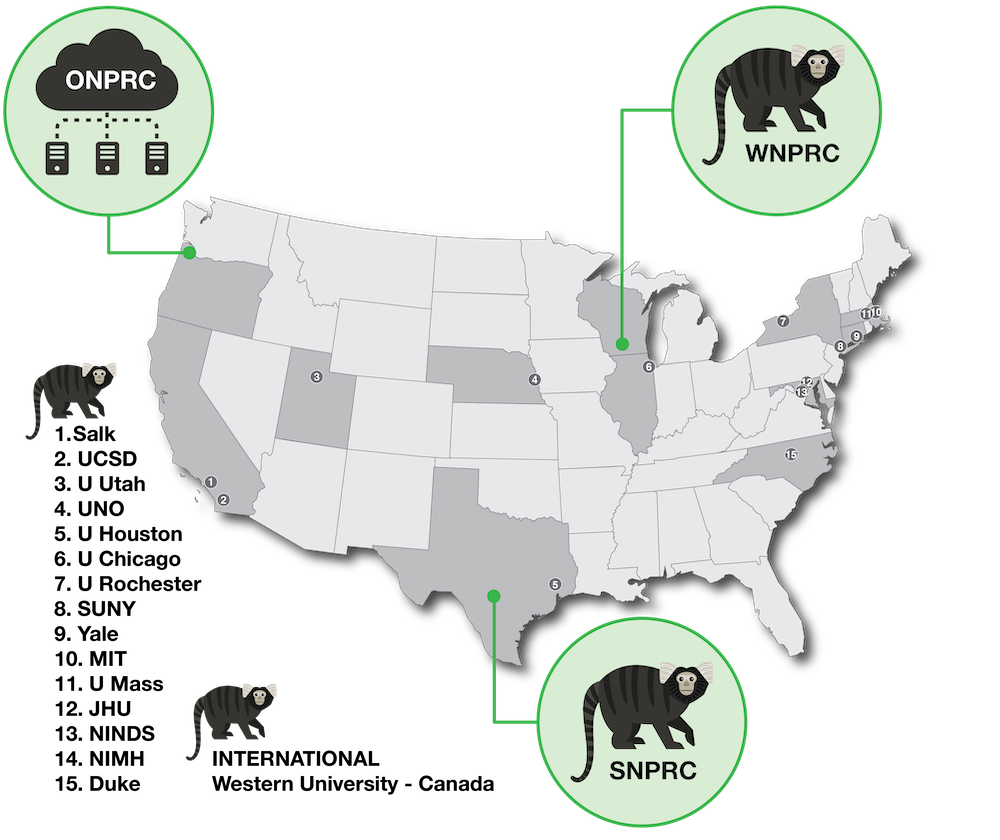 ONPRC
WNPRC
7
11
10
9
8
6
3
4
12
13
15
1
2
5
1.Salk
2. UCSD
3. U Utah
4. UNO
5. U Houston
6. U Chicago
7. U Rochester
8. SUNY
9. Yale
10. MIT
11. U Mass
12. JHU
13. NINDS
14. NIMH
15. Duke
INTERNATIONAL
Western University - Canada
SNPRC